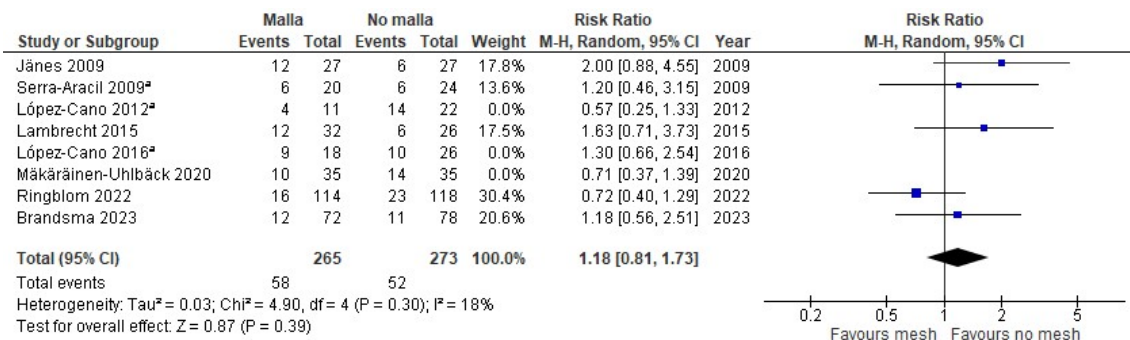 Malla No malla Risk Ratio Risk Ratio
Study or Subgroup Events Total Events Total Weight M-H, Random, 95% CI Year M-H, Random, 95% CI
Jänes 2009 12 27 6 27 17.8% 2.00 [0.88, 4.55] 2009
Serra-Aracil 2009ª 6 20 6 24 13.6% 1.20 [0.46, 3.15] 2009
López-Cano 2012ª 4 11 14 22 0.0% 0.57 [0.25, 1.33] 2012
Lambrecht 2015 12 32 6 26 17.5% 1.63 [0.71, 3.73] 2015
López-Cano 2016ª 9 18 10 26 0.0% 1.30 [0.66, 2.54] 2016
Mäkäräinen-Uhlbäck 2020 10 35 14 35 0.0% 0.71 [0.37, 1.39] 2020
Ringblom 2022 16 114 23 118 30.4% 0.72 [0.40, 1.29] 2022
Brandsma 2023 12 72 11 78 20.6% 1.18 [0.56, 2.51] 2023
Total (95% CI) 265 273 100.0% 1.18 [0.81, 1.73]
Total events 58 52
Heterogeneity: Tau² = 0.03; Chi² = 4.90, df = 4 (P = 0.30); I² = 18%
Test for overall effect: Z = 0.87 (P = 0.39)
0.2 0.5 1 2 5
Favours mesh Favours no mesh